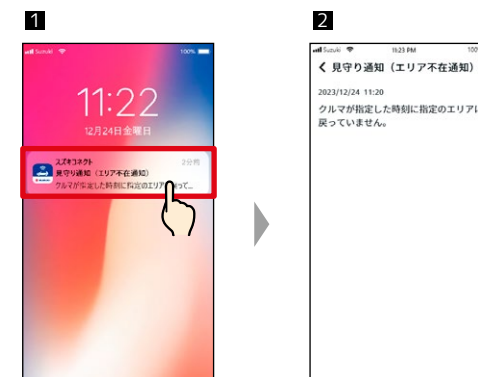 1
2
Suzuki
100%
11:22
12月24日金曜日
スズキコネクト
2分前
見守り通知(エリア不在通知)
クルマが指定した時刻に指定のエリア
って...
Suzuki
11:23 PM
100
見守り通知(エリア不在通知)
2023/12/24 11:20
クルマが指定した時刻に指定のエリアに
戻っていません。